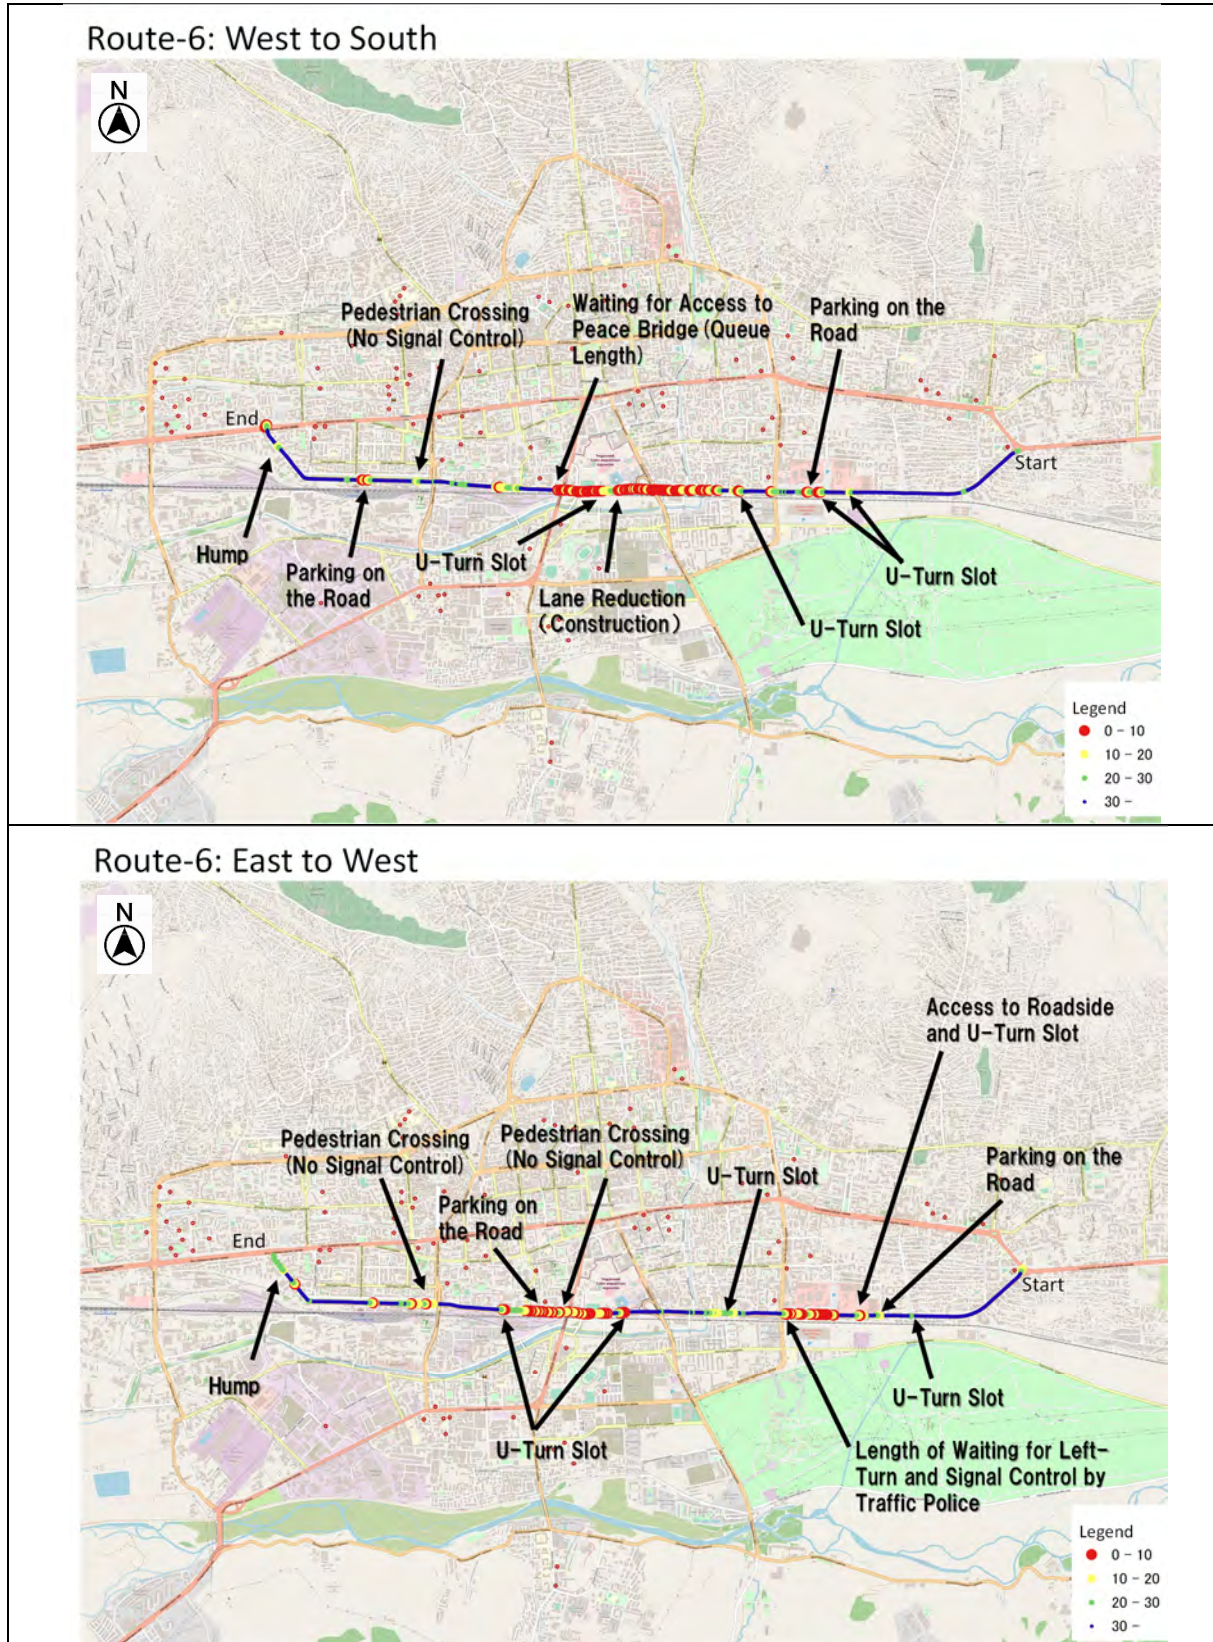 Route-6: West to South
N
Pedestrian Crossing
(No Signal Control)
Waiting for Access to
Peace Bridge (Queue
Length)
Parking on the
Road
End
Start
Hump
Parking on
the Road
U-Turn Slot
Lane Reduction
(Construction)
U-Turn Slot
U-Turn Slot
Legend
0 - 10
10 - 20
20 - 30
30 -
Route-6: East to West
N
Access to Roadside
and U-Turn Slot
Pedestrian Crossing
(No Signal Control)
Pedestrian Crossing
(No Signal Control)
U-Turn Slot
Parking on the
Road
Parking on
the Road
End
Start
Hump
U-Turn Slot
U-Turn Slot
Length of Waiting for Left-
Turn and Signal Control by
Traffic Police
Legend
0 - 10
10 - 20
20 - 30
30 -